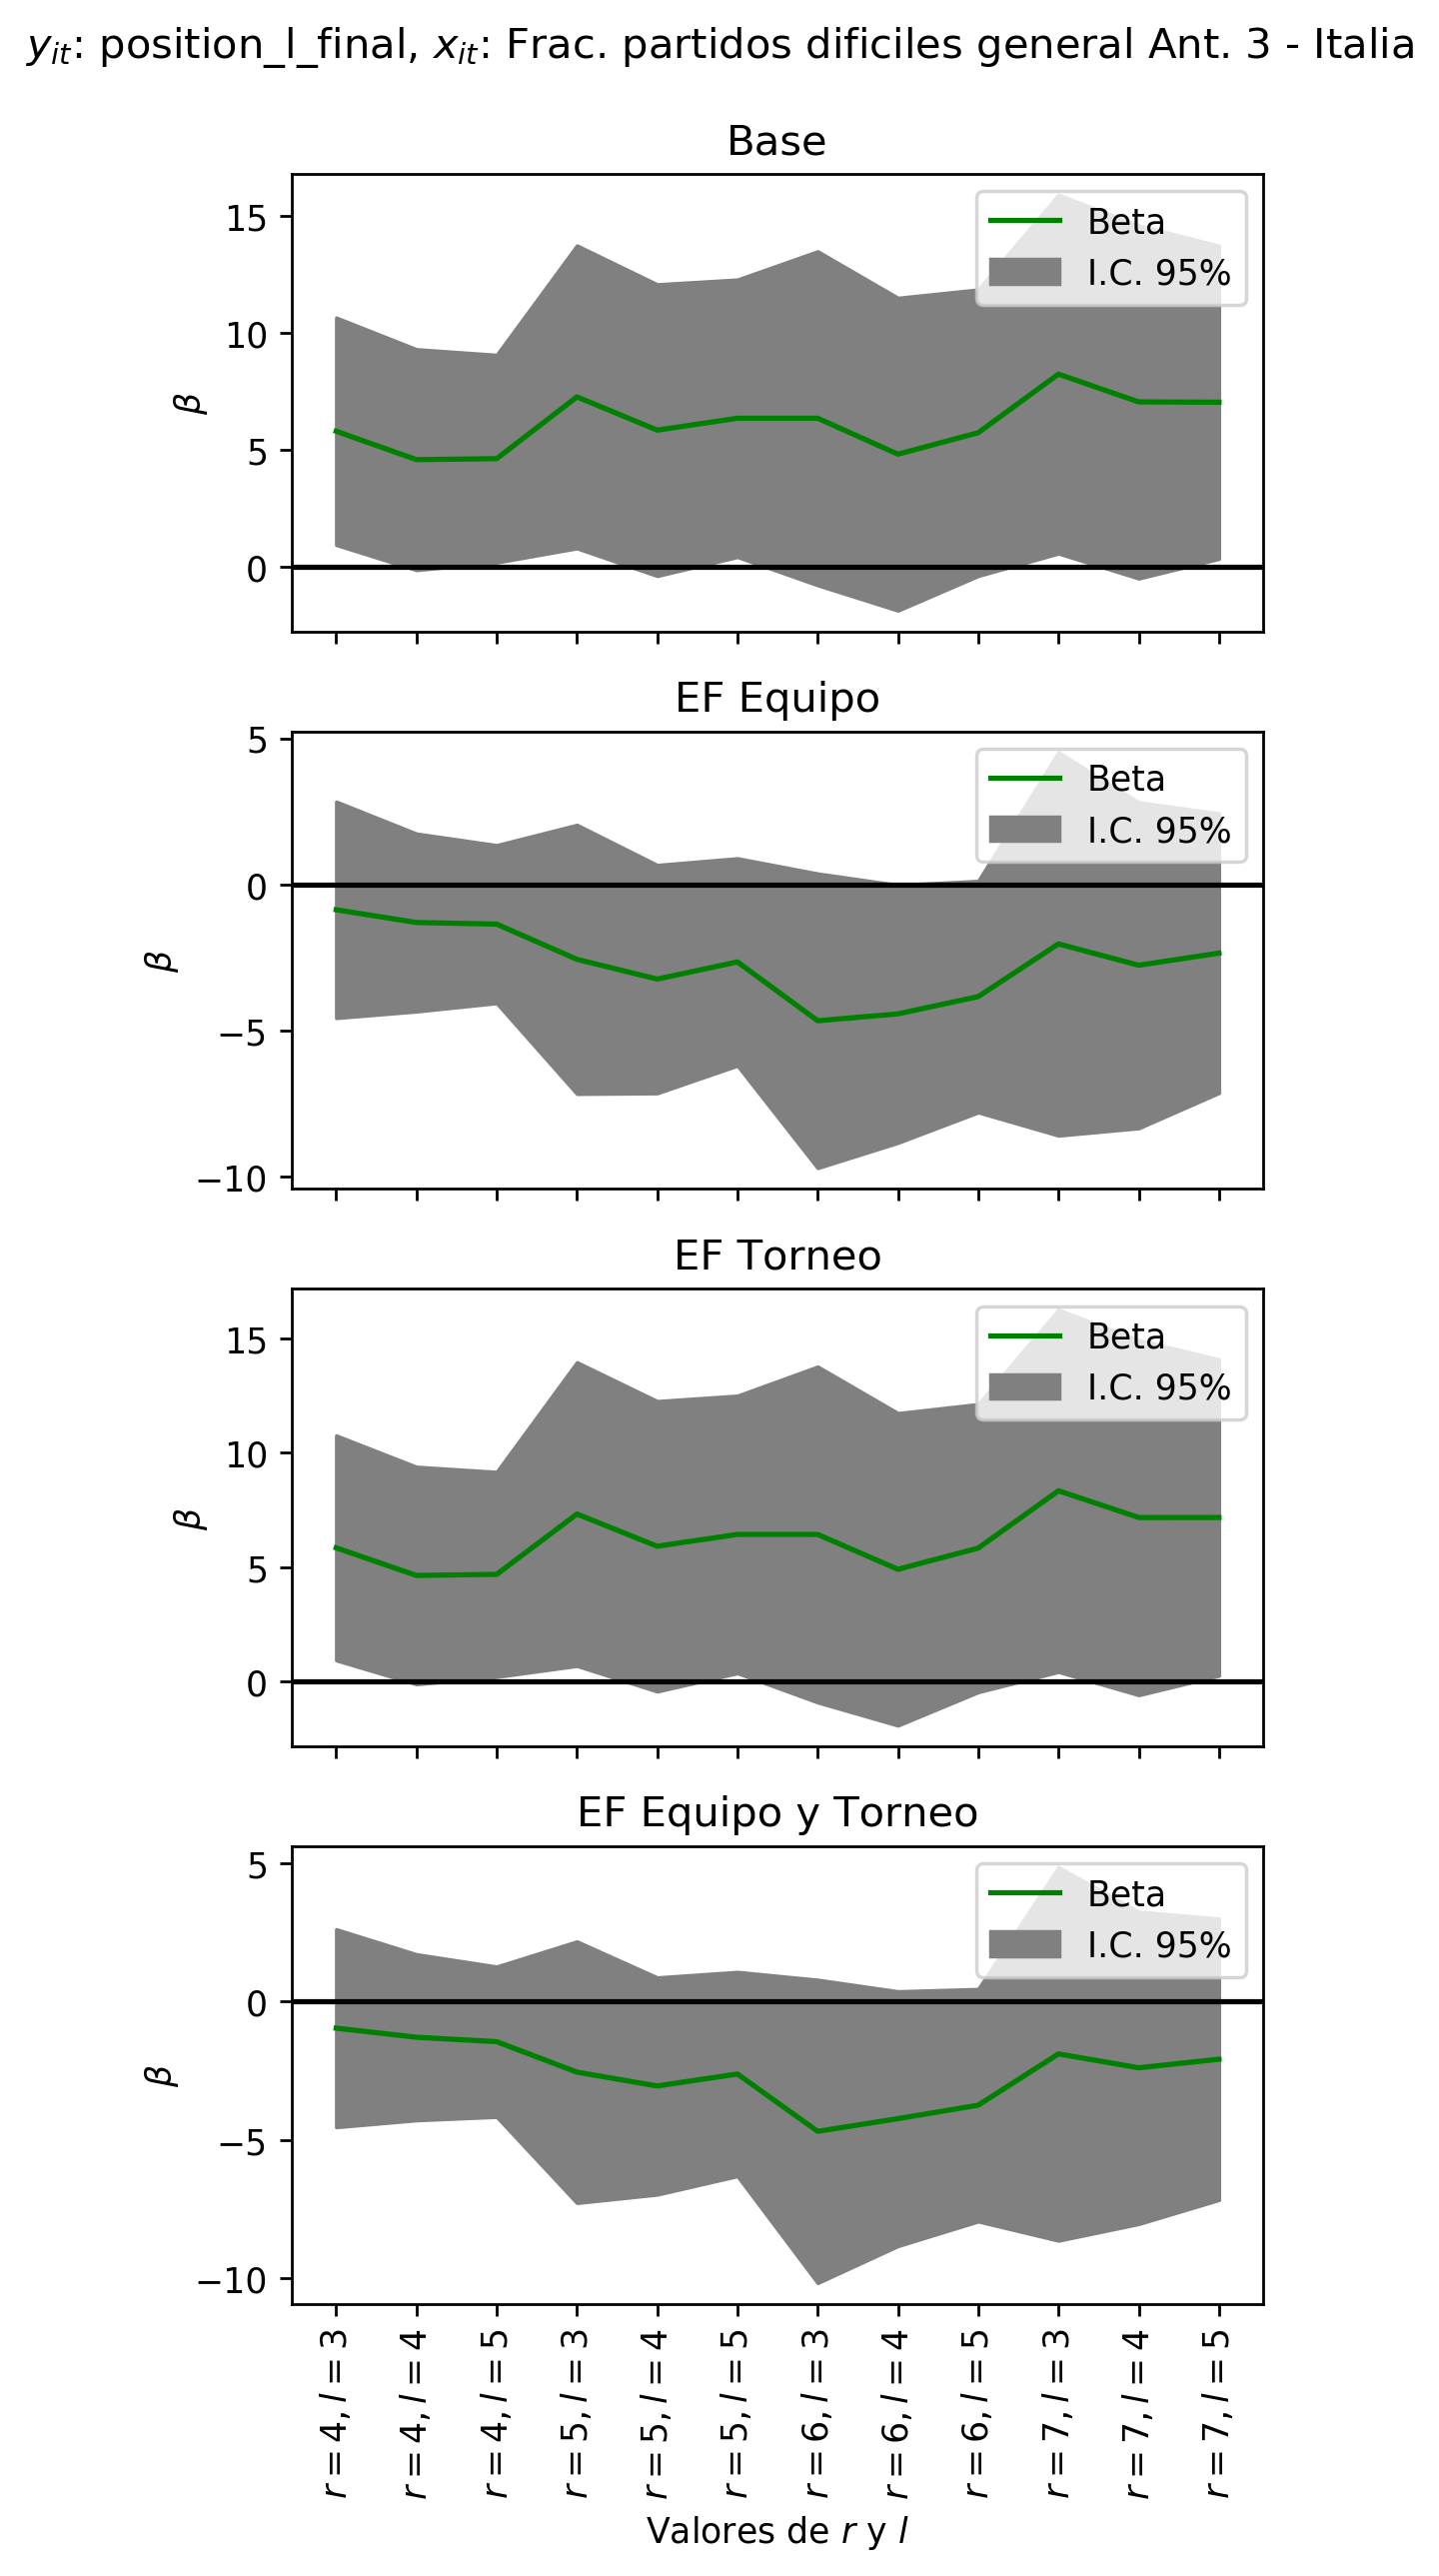 y_it: position_l_final, x_it: Frac. partidos dificiles general Ant. 3 - Italia
Base
15
10
5
0
β
Beta
I.C. 95%
EF Equipo
5
0
−5
−10
β
Beta
I.C. 95%
EF Torneo
15
10
5
0
β
Beta
I.C. 95%
EF Equipo y Torneo
5
0
−5
−10
β
Beta
I.C. 95%
r = 4, l = 3
r = 4, l = 4
r = 4, l = 5
r = 5, l = 3
r = 5, l = 4
r = 5, l = 5
r = 6, l = 3
r = 6, l = 4
r = 6, l = 5
r = 7, l = 3
r = 7, l = 4
r = 7, l = 5
Valores de r y l